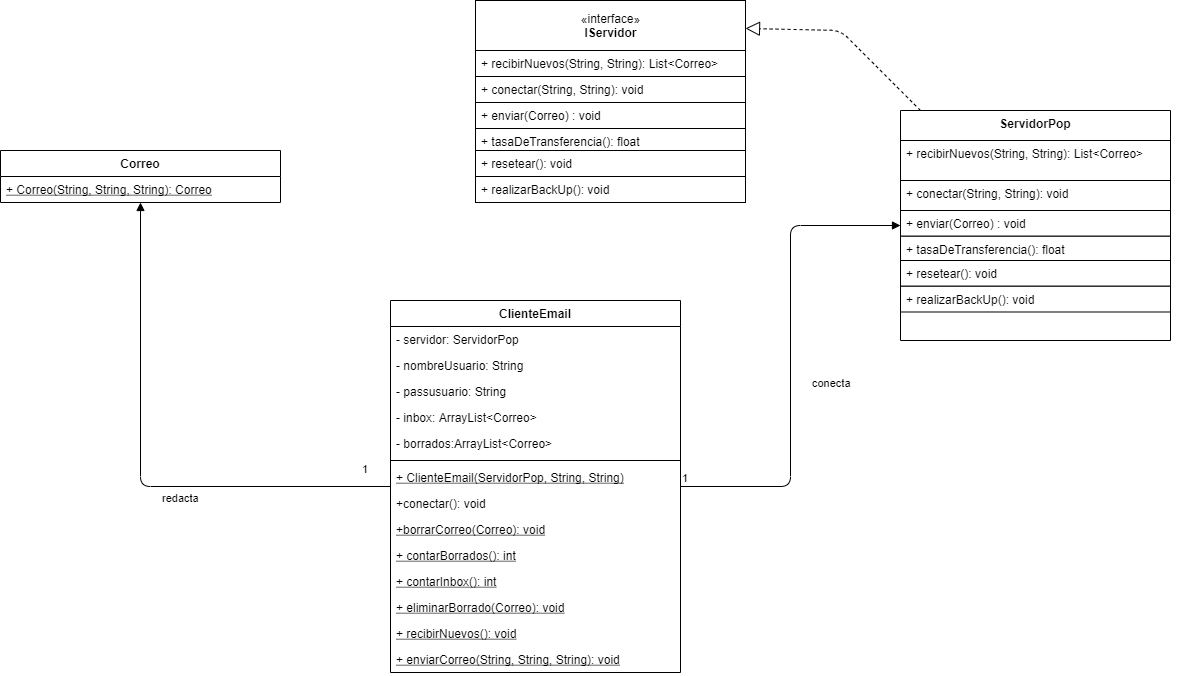 «interface»
IServidor
+ recibirNuevos(String, String): List<Correo>
+ conectar(String, String): void
+ enviar(Correo) : void
+ tasaDeTransferencia(): float
+ resetear(): void
+ realizarBackUp(): void
ServidorPop
+ recibirNuevos(String, String): List<Correo>
+ conectar(String, String): void
+ enviar(Correo) : void
+ tasaDeTransferencia(): float
+ resetear(): void
+ realizarBackUp(): void
Correo
+ Correo(String, String, String): Correo
ClienteEmail
- servidor: ServidorPop
- nombreUsuario: String
- passusuario: String
- inbox: ArrayList<Correo>
- borrados:ArrayList<Correo>
+ ClienteEmail(ServidorPop, String, String)
+conectar(): void
+borrarCorreo(Correo): void
+ contarBorrados(): int
+ contarInbox(): int
+ eliminarBorrado(Correo): void
+ recibirNuevos(): void
+ enviarCorreo(String, String, String): void
1
redacta
1
conecta